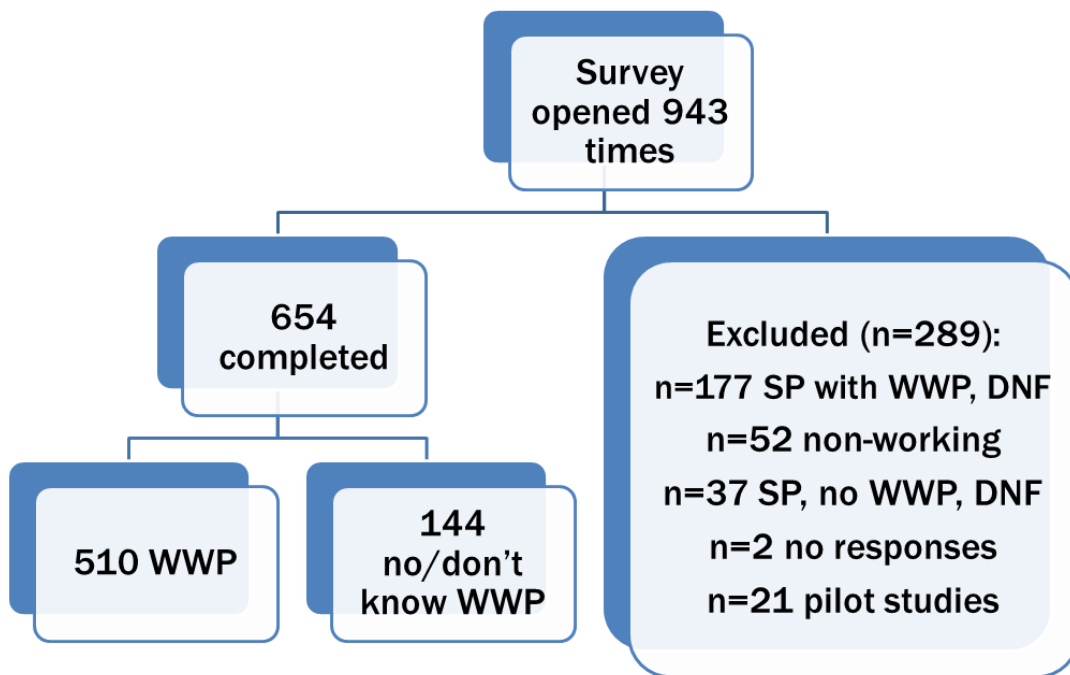 Survey
opened 943
times
654
completed
510 WWP
144
no/don't
know WWP
Excluded (n=289):
n=177 SP with WWP, DNF
n=52 non-working
n=37 SP, no WWP, DNF
n=2 no responses
n=21 pilot studies